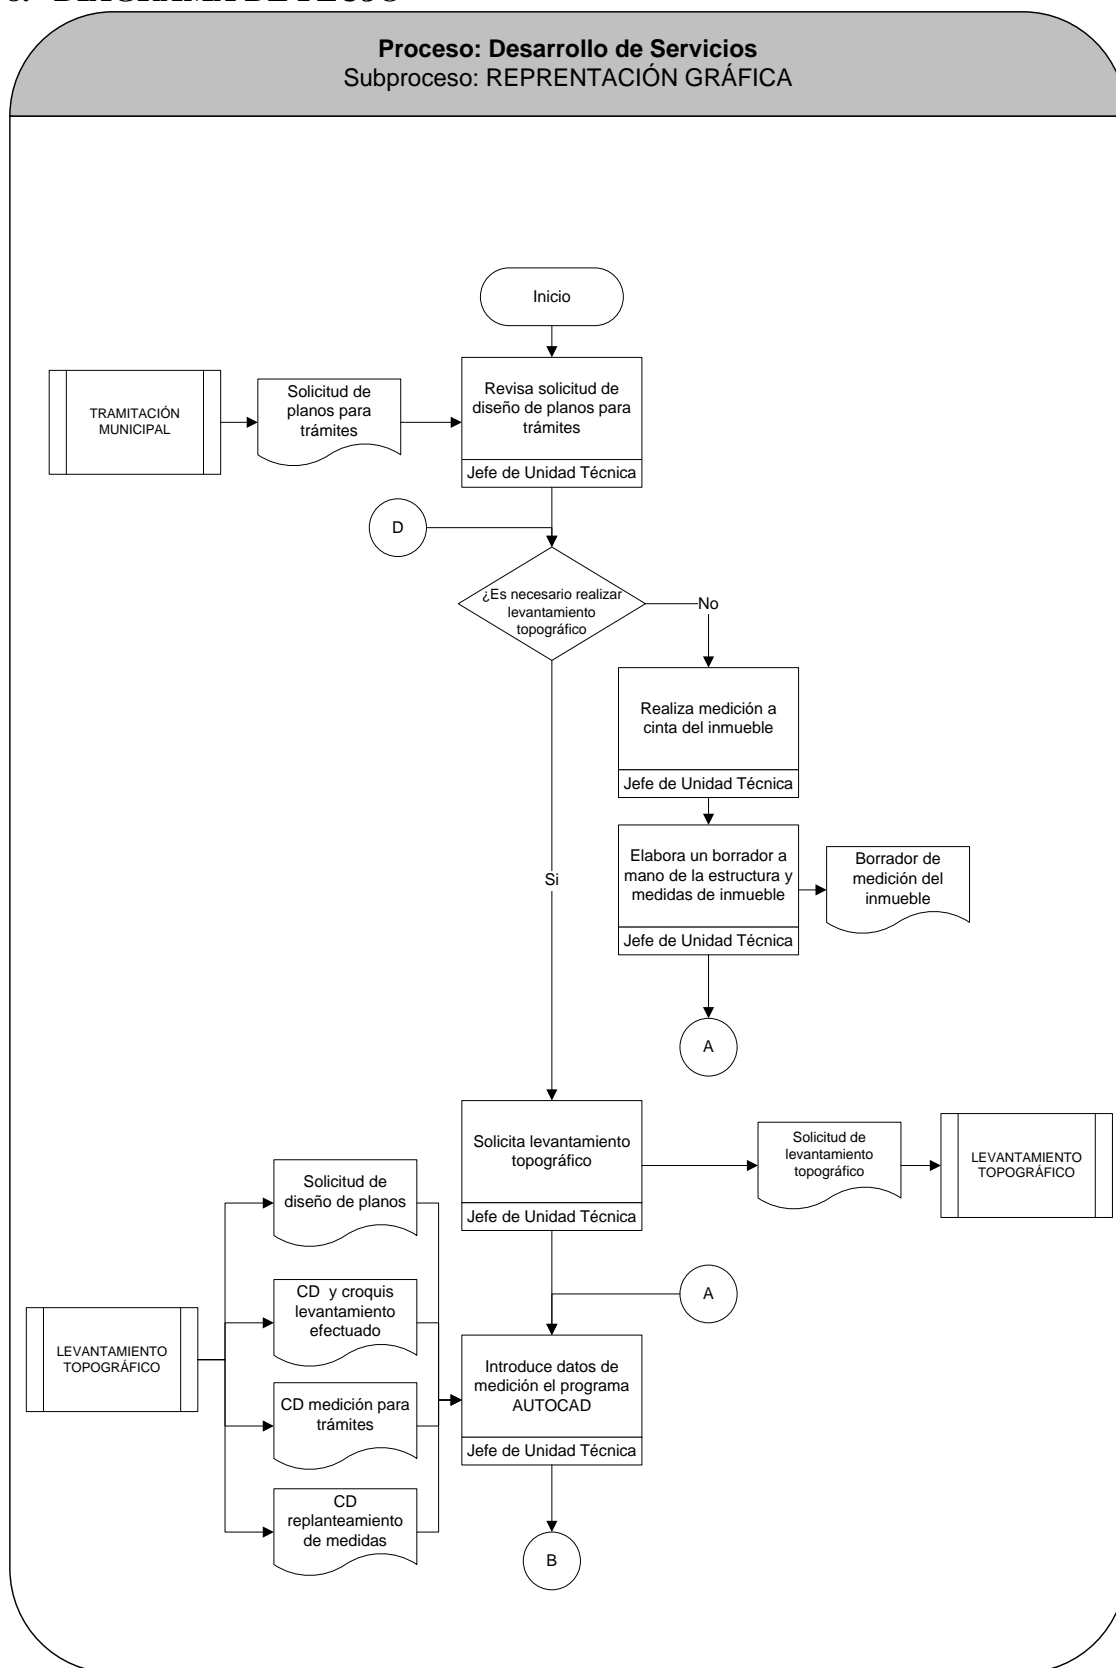 Proceso: Desarrollo de Servicios
Subproceso: REPRENTACIÓN GRÁFICA
Inicio
TRAMITACIÓN
MUNICIPAL
Solicitud de
planos para
trámites
Revisa solicitud de
diseño de planos para
trámites
Jefe de Unidad Técnica
D
¿Es necesario realizar
levantamiento
topográfico
No
Realiza medición a
cinta del inmueble
Jefe de Unidad Técnica
Elabora un borrador a
mano de la estructura y
medidas de inmueble
Jefe de Unidad Técnica
Borrador de
medición del
inmueble
Si
A
Solicita levantamiento
topográfico
Jefe de Unidad Técnica
Solicitud de
levantamiento
topográfico
LEVANTAMIENTO
TOPOGRÁFICO
Solicitud de
diseño de planos
A
CD y croquis
levantamiento
efectuado
LEVANTAMIENTO
TOPOGRÁFICO
CD medición para
trámites
CD
replanteamiento
de medidas
Introduce datos de
medición el programa
AUTOCAD
Jefe de Unidad Técnica
B